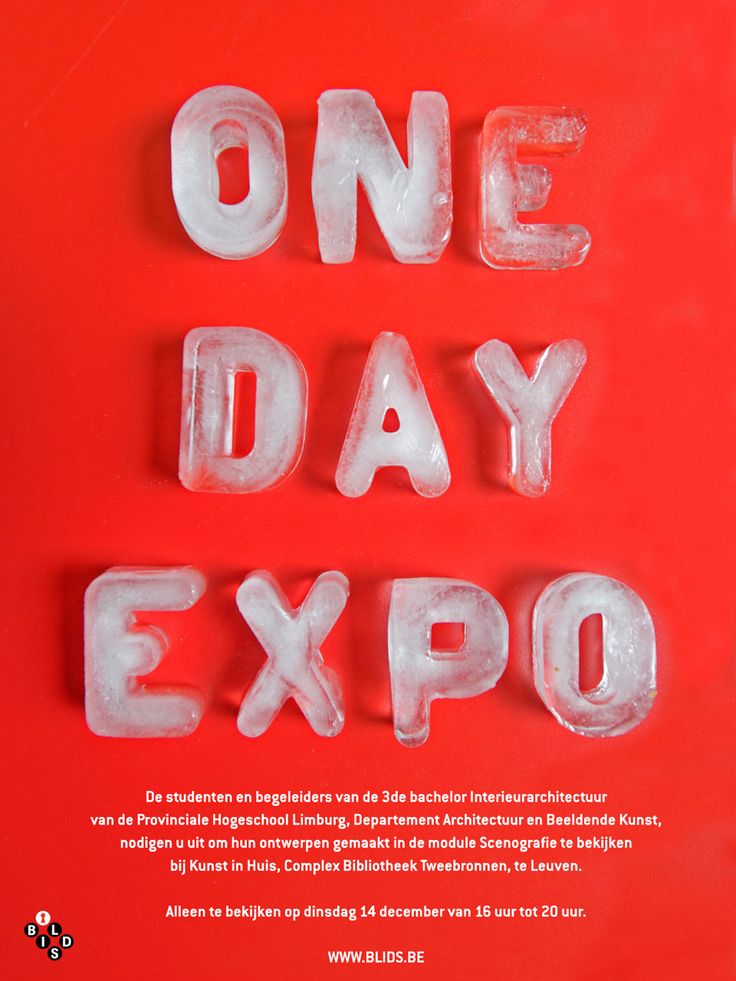 ONE
DAY
EXPO
De studenten en begeleiders van de 3de bachelor Interieurarchitectuur
van de Provinciale Hogeschool Limburg, Departement Architectuur en Beeldende Kunst,
nodigen u uit om hun ontwerpen gemaakt in de module Scenografie te bekijken
bij Kunst in Huis, Complex Bibliotheek Tweebronnen, te Leuven.
Alleen te bekijken op dinsdag 14 december van 16 uur tot 20 uur.
BLIDS
WWW.BLIDS.BE